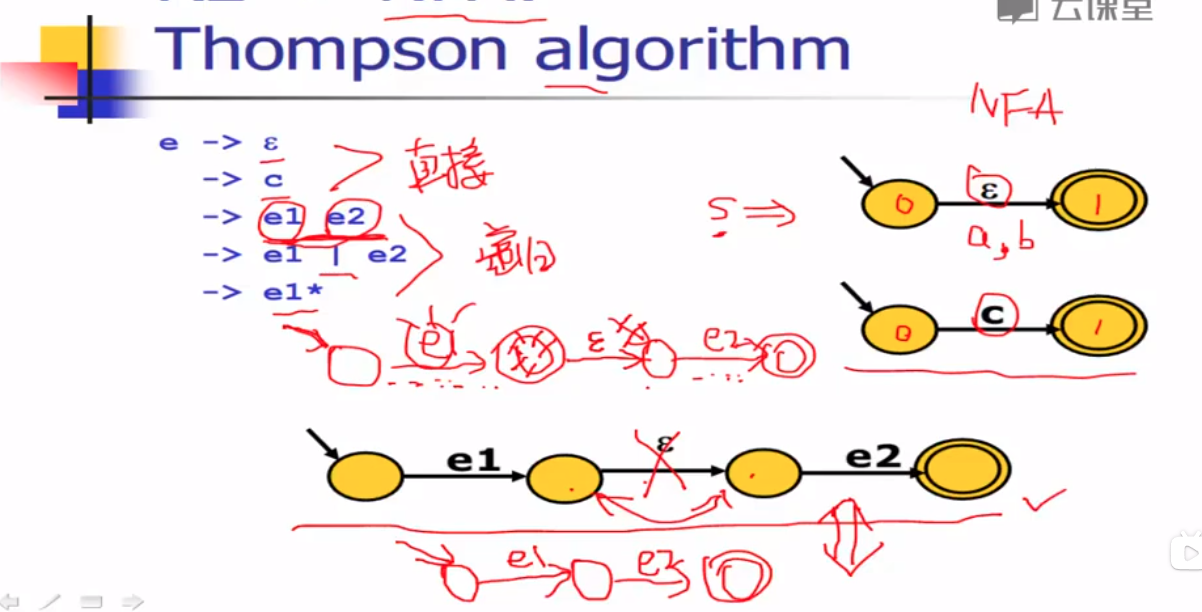 云课堂
Thompson algorithm
NFA
e -> ε
-> c
-> e1 e2
-> e1 | e2
-> e1*
直接
递归
S ⇒
0 ε 1
a, b
0 c 1
e ε e2
e1 ε e2
e1 e2